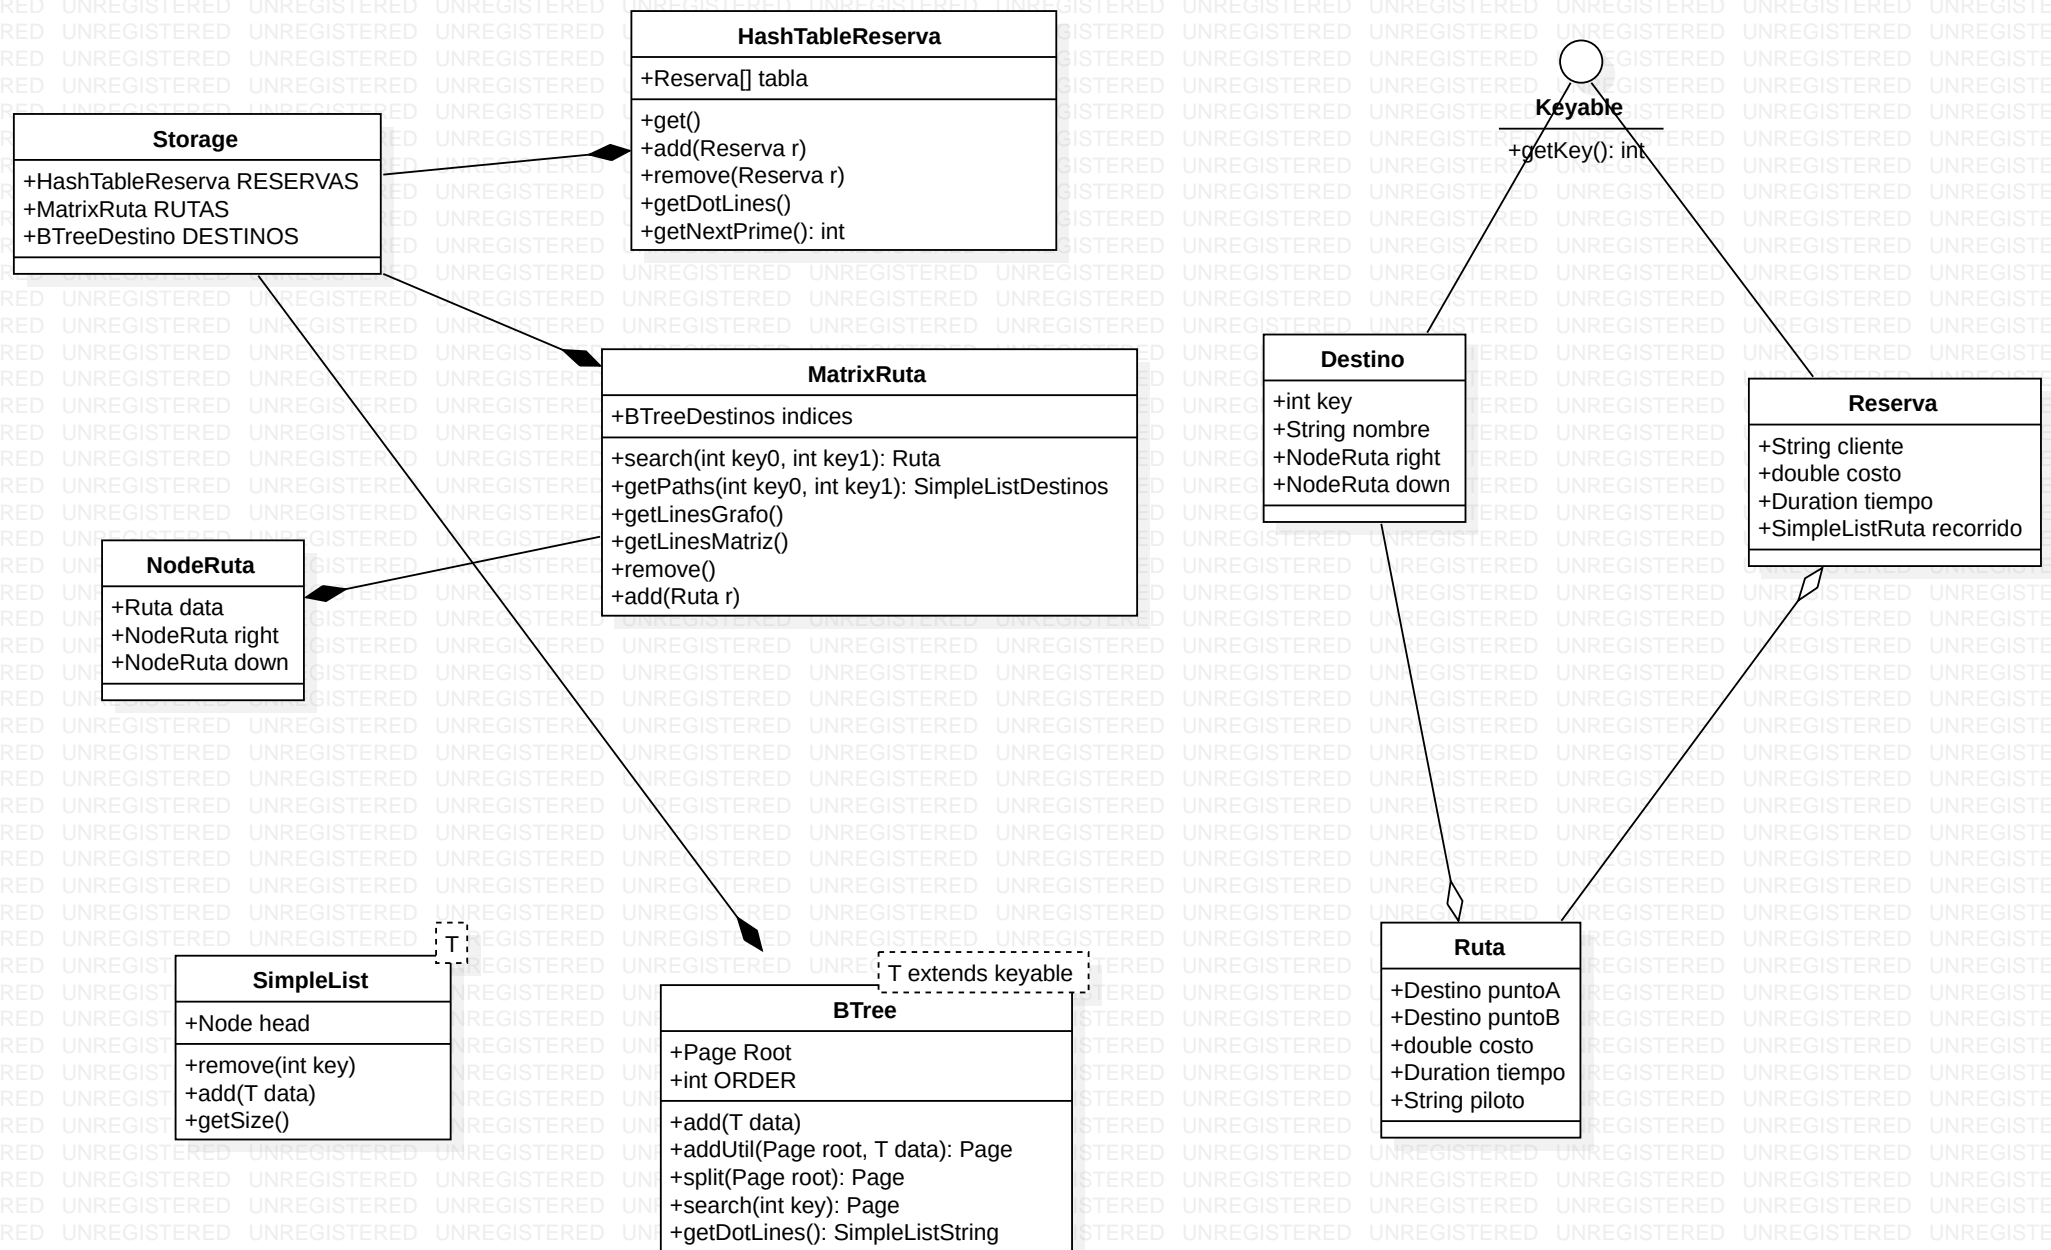 HashTableReserva
+Reserva[] tabla
+get()
+add(Reserva r)
+remove(Reserva r)
+getDotLines()
+getNextPrime(): int
Keyable
+getKey(): int
Storage
+HashTableReserva RESERVAS
+MatrixRuta RUTAS
+BTreeDestino DESTINOS
MatrixRuta
+BTreeDestinos indices
+search(int key0, int key1): Ruta
+getPaths(int key0, int key1): SimpleListDestinos
+getLinesGrafo()
+getLinesMatriz()
+remove()
+add(Ruta r)
Destino
+int key
+String nombre
+NodeRuta right
+NodeRuta down
Reserva
+String cliente
+double costo
+Duration tiempo
+SimpleListRuta recorrido
NodeRuta
+Ruta data
+NodeRuta right
+NodeRuta down
T
SimpleList
+Node head
+remove(int key)
+add(T data)
+getSize()
T extends keyable
BTree
+Page Root
+int ORDER
+add(T data)
+addUtil(Page root, T data): Page
+split(Page root): Page
+search(int key): Page
+getDotLines(): SimpleListString
Ruta
+Destino puntoA
+Destino puntoB
+double costo
+Duration tiempo
+String piloto
UNREGISTERED